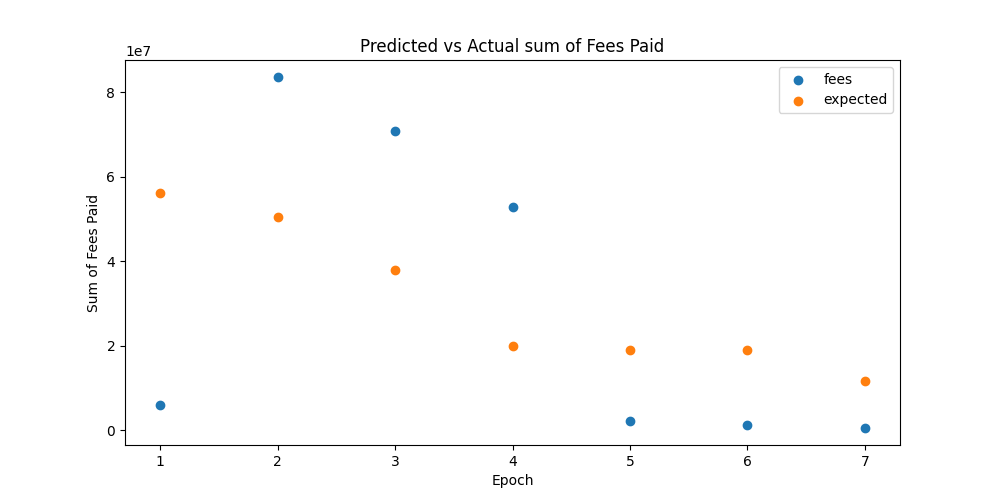 Predicted vs Actual sum of Fees Paid
1e7
fees
expected
8
6
4
2
0
Sum of Fees Paid
1 2 3 4 5 6 7
Epoch